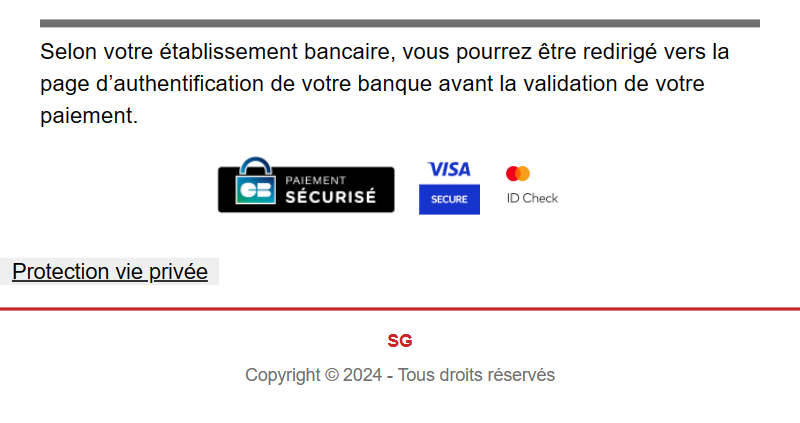 Selon votre établissement bancaire, vous pourrez être redirigé vers la
page d’authentification de votre banque avant la validation de votre
paiement.
CB PAIEMENT SÉCURISÉ
VISA SECURE
ID Check
Protection vie privée
SG
Copyright © 2024 - Tous droits réservés